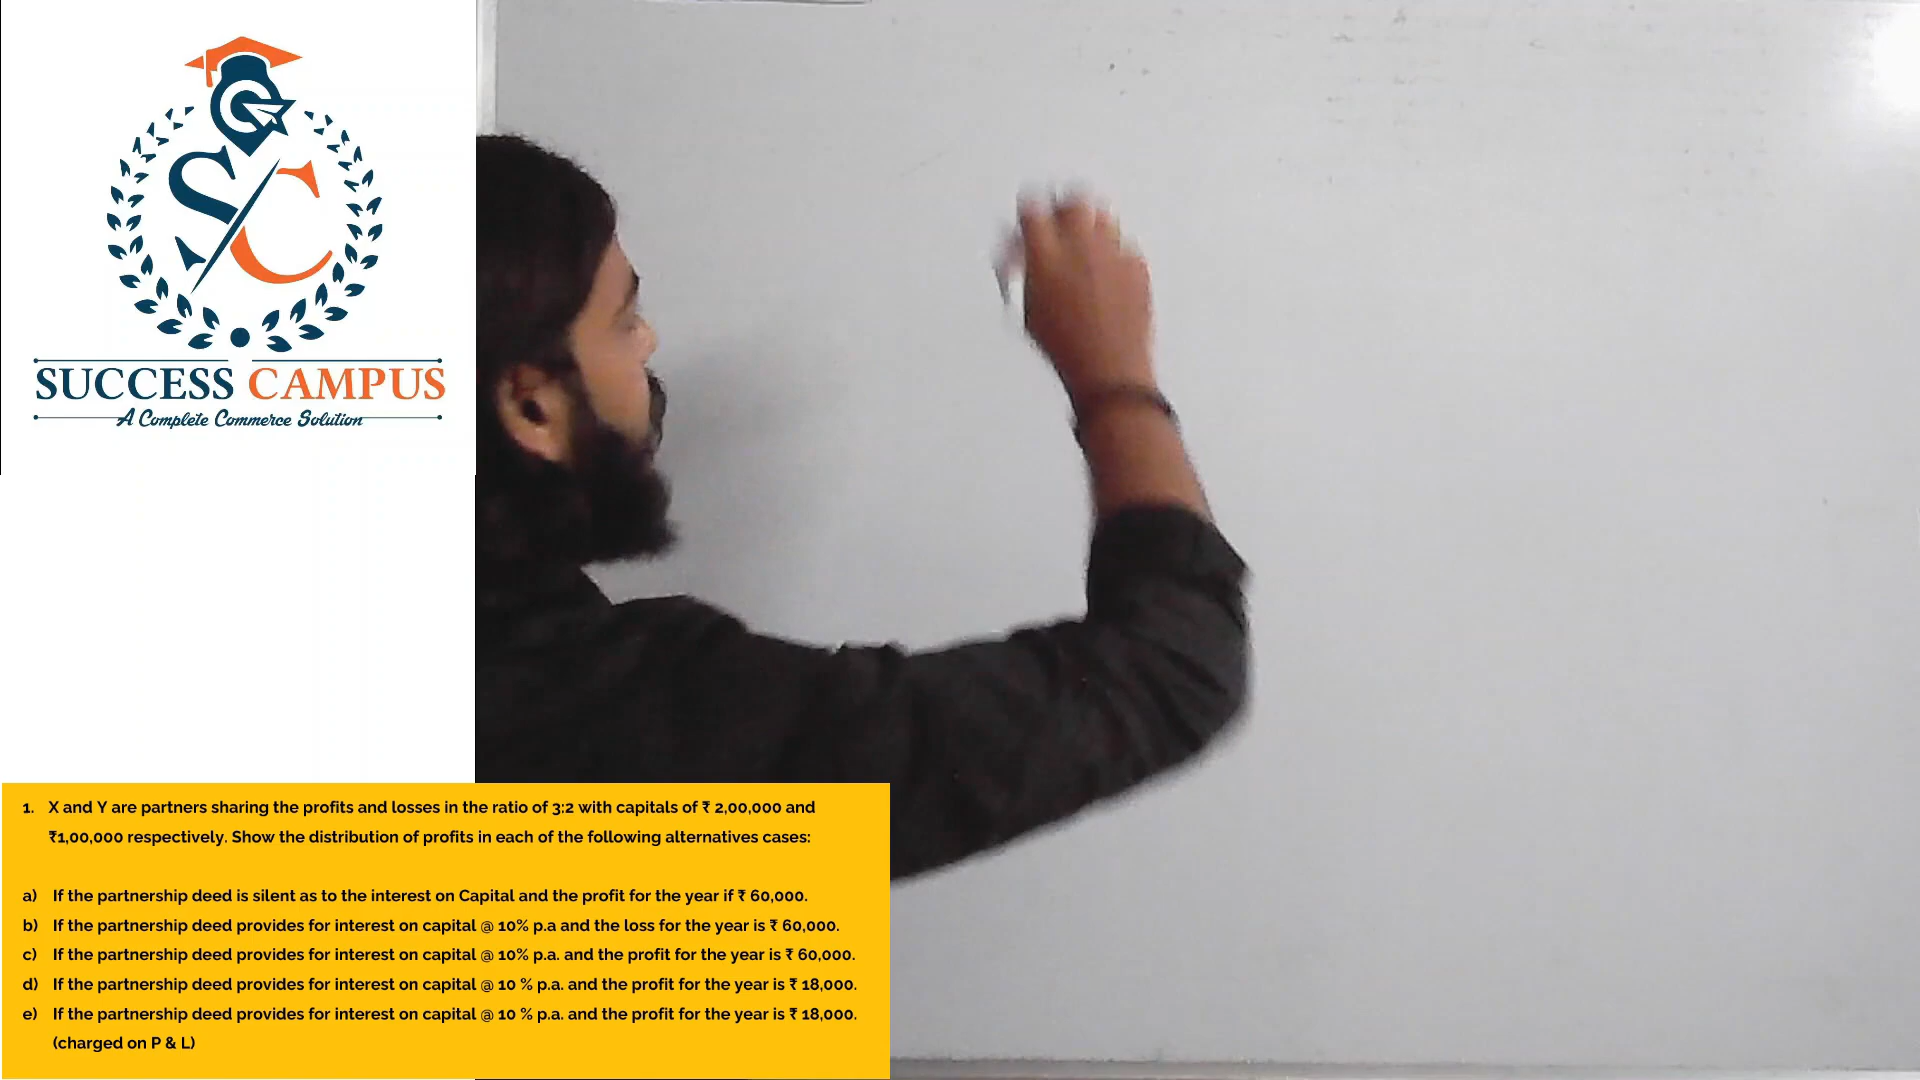 SC
SUCCESS CAMPUS
A Complete Commerce Solution
1. X and Y are partners sharing the profits and losses in the ratio of 3:2 with capitals of ₹ 2,00,000 and
₹1,00,000 respectively. Show the distribution of profits in each of the following alternatives cases:
a) If the partnership deed is silent as to the interest on Capital and the profit for the year if ₹ 60,000.
b) If the partnership deed provides for interest on capital @ 10% p.a and the loss for the year is ₹ 60,000.
c) If the partnership deed provides for interest on capital @ 10% p.a. and the profit for the year is ₹ 60,000.
d) If the partnership deed provides for interest on capital @ 10 % p.a. and the profit for the year is ₹ 18,000.
e) If the partnership deed provides for interest on capital @ 10 % p.a. and the profit for the year is ₹ 18,000.
(charged on P & L)